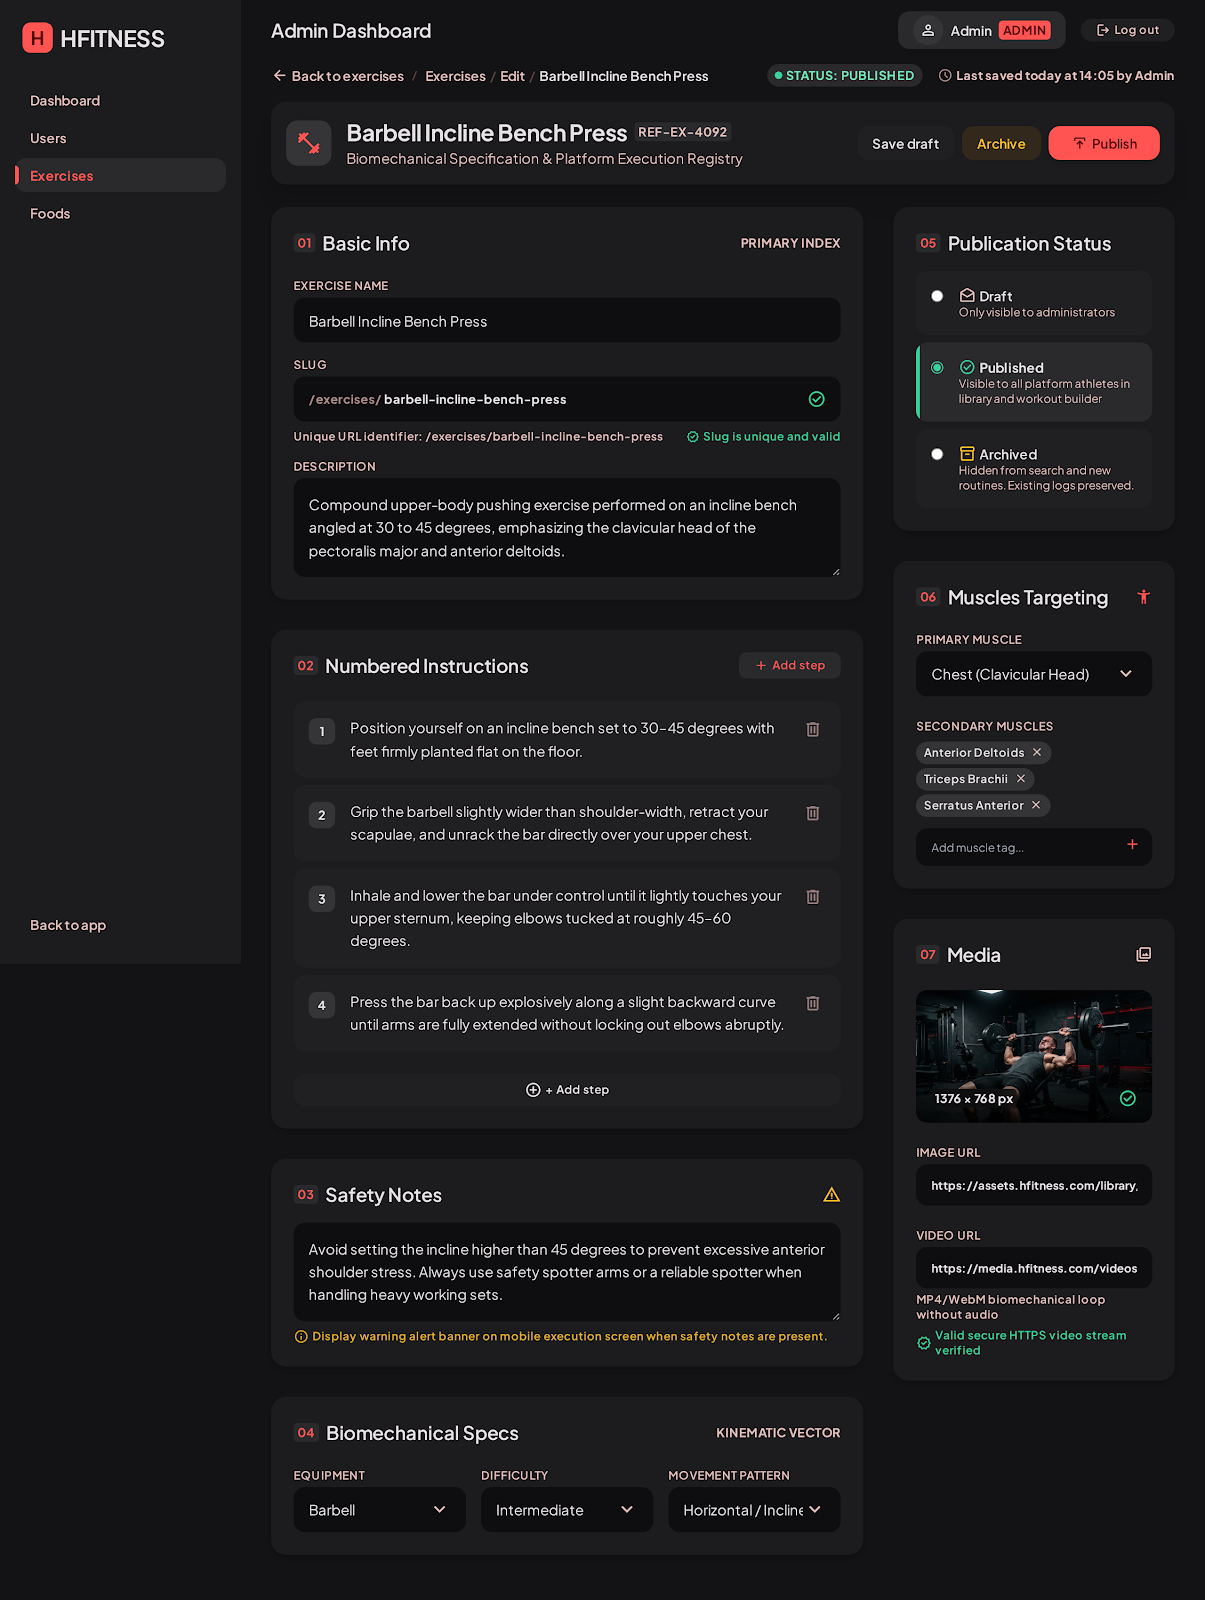 H HFITNESS
Dashboard
Users
Exercises
Foods
Back to app
Admin Dashboard
Admin ADMIN
Log out
Back to exercises / Exercises / Edit / Barbell Incline Bench Press
STATUS: PUBLISHED
Last saved today at 14:05 by Admin
Barbell Incline Bench Press REF-EX-4092
Biomechanical Specification & Platform Execution Registry
Save draft
Archive
Publish
01 Basic Info
PRIMARY INDEX
EXERCISE NAME
Barbell Incline Bench Press
SLUG
/exercises/ barbell-incline-bench-press
Unique URL identifier: /exercises/barbell-incline-bench-press
Slug is unique and valid
DESCRIPTION
Compound upper-body pushing exercise performed on an incline bench
angled at 30 to 45 degrees, emphasizing the clavicular head of the
pectoralis major and anterior deltoids.
02 Numbered Instructions
+ Add step
1 Position yourself on an incline bench set to 30–45 degrees with
feet firmly planted flat on the floor.
2 Grip the barbell slightly wider than shoulder-width, retract your
scapulae, and unrack the bar directly over your upper chest.
3 Inhale and lower the bar under control until it lightly touches your
upper sternum, keeping elbows tucked at roughly 45–60
degrees.
4 Press the bar back up explosively along a slight backward curve
until arms are fully extended without locking out elbows abruptly.
+ Add step
03 Safety Notes
Avoid setting the incline higher than 45 degrees to prevent excessive anterior
shoulder stress. Always use safety spotter arms or a reliable spotter when
handling heavy working sets.
Display warning alert banner on mobile execution screen when safety notes are present.
04 Biomechanical Specs
KINEMATIC VECTOR
EQUIPMENT
Barbell
DIFFICULTY
Intermediate
MOVEMENT PATTERN
Horizontal / Incline
05 Publication Status
Draft
Only visible to administrators
Published
Visible to all platform athletes in
library and workout builder
Archived
Hidden from search and new
routines. Existing logs preserved.
06 Muscles Targeting
PRIMARY MUSCLE
Chest (Clavicular Head)
SECONDARY MUSCLES
Anterior Deltoids ×
Triceps Brachii ×
Serratus Anterior ×
Add muscle tag... +
07 Media
1376 × 768 px
IMAGE URL
https://assets.hfitness.com/library,
VIDEO URL
https://media.hfitness.com/videos
MP4/WebM biomechanical loop
without audio
Valid secure HTTPS video stream
verified